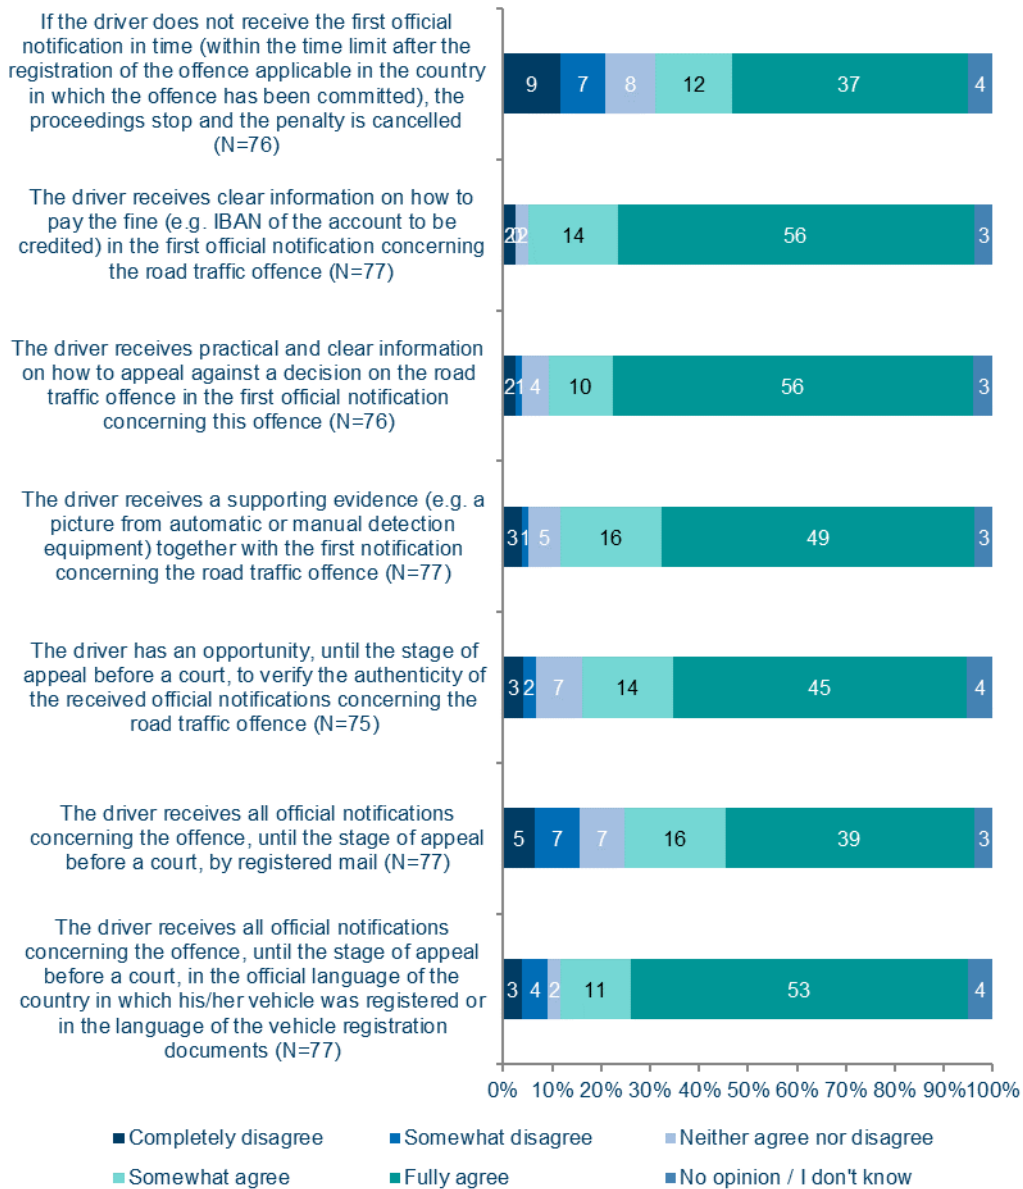 If the driver does not receive the first official
notification in time (within the time limit after the
registration of the offence applicable in the country
in which the offence has been committed), the
proceedings stop and the penalty is cancelled
(N=76)
9 7 8 12 37 4
The driver receives clear information on how to
pay the fine (e.g. IBAN of the account to be
credited) in the first official notification concerning
the road traffic offence (N=77)
2 0 2 14 56 3
The driver receives practical and clear information
on how to appeal against a decision on the road
traffic offence in the first official notification
concerning this offence (N=76)
2 1 4 10 56 3
The driver receives a supporting evidence (e.g. a
picture from automatic or manual detection
equipment) together with the first notification
concerning the road traffic offence (N=77)
3 1 5 16 49 3
The driver has an opportunity, until the stage of
appeal before a court, to verify the authenticity of
the received official notifications concerning the
road traffic offence (N=75)
3 2 7 14 45 4
The driver receives all official notifications
concerning the offence, until the stage of appeal
before a court, by registered mail (N=77)
5 7 7 16 39 3
The driver receives all official notifications
concerning the offence, until the stage of appeal
before a court, in the official language of the
country in which his/her vehicle was registered or
in the language of the vehicle registration
documents (N=77)
3 4 2 11 53 4
0% 10% 20% 30% 40% 50% 60% 70% 80% 90% 100%
Completely disagree Somewhat disagree Neither agree nor disagree
Somewhat agree Fully agree No opinion / I don't know